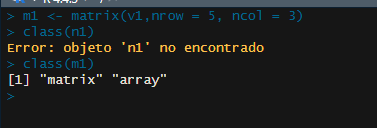 > m1 <- matrix(v1,nrow = 5, ncol = 3)
> class(n1)
Error: objeto 'n1' no encontrado
> class(m1)
[1] "matrix" "array"
>